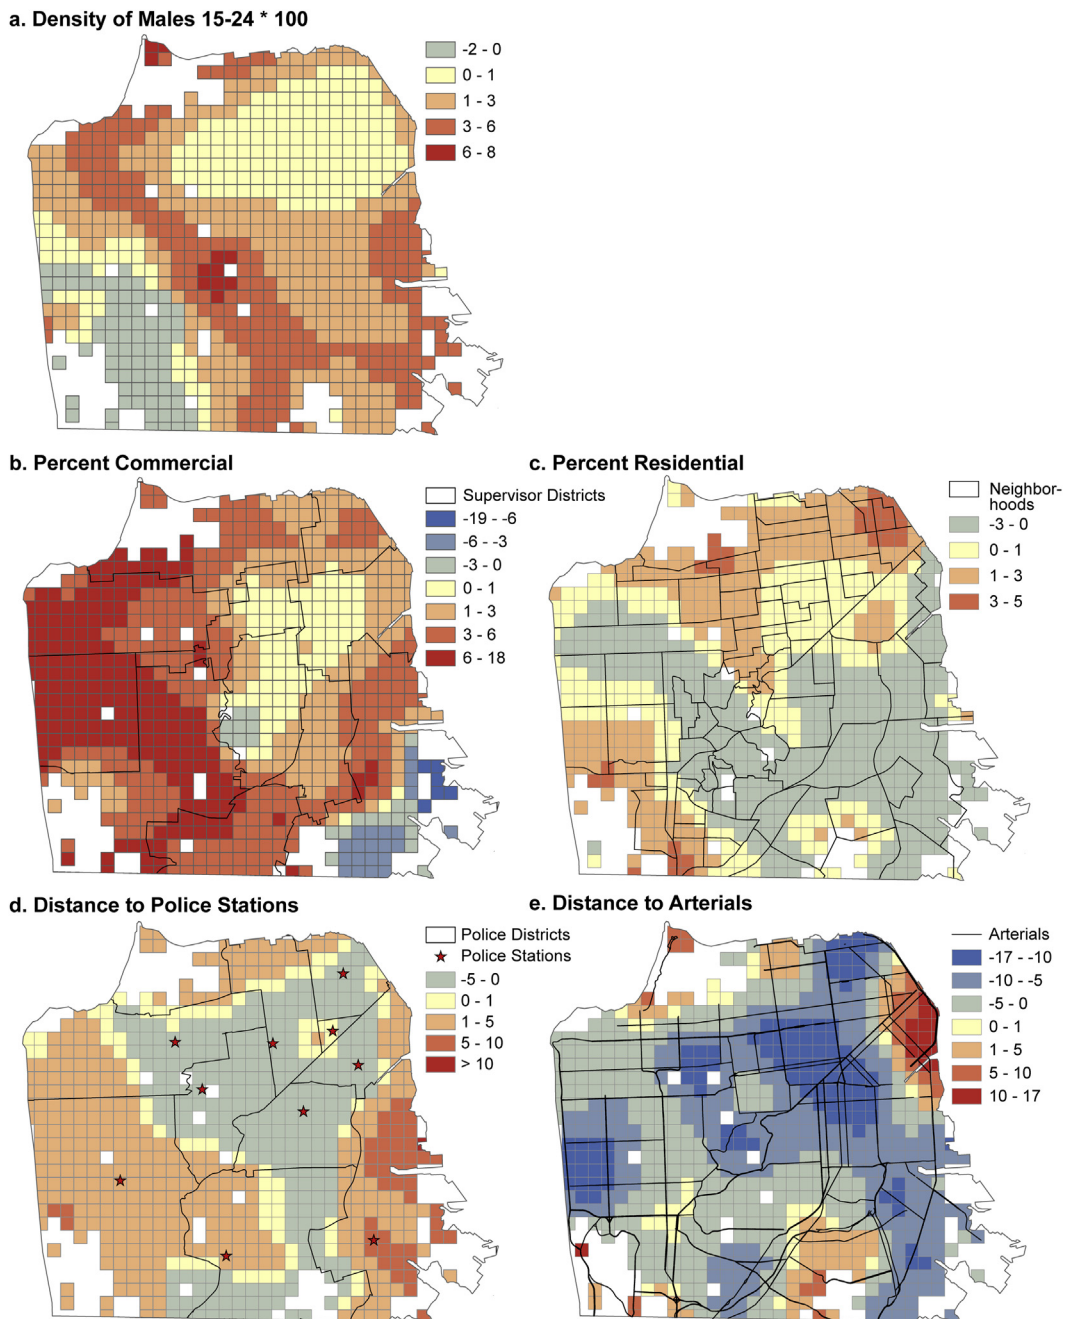 a. Density of Males 15-24 * 100
-2 - 0
0 - 1
1 - 3
3 - 6
6 - 8
b. Percent Commercial
Supervisor Districts
-19 - -6
-6 - -3
-3 - 0
0 - 1
1 - 3
3 - 6
6 - 18
c. Percent Residential
Neighbor-
hoods
-3 - 0
0 - 1
1 - 3
3 - 5
d. Distance to Police Stations
Police Districts
Police Stations
-5 - 0
0 - 1
1 - 5
5 - 10
> 10
e. Distance to Arterials
Arterials
-17 - -10
-10 - -5
-5 - 0
0 - 1
1 - 5
5 - 10
10 - 17